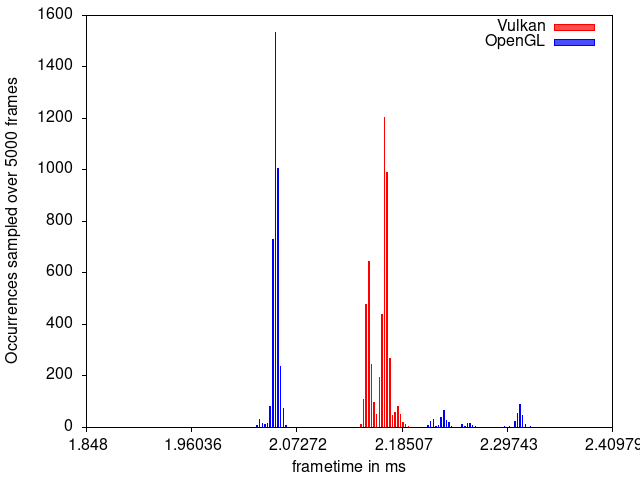 1600
1400
1200
1000
800
600
400
200
0
Occurrences sampled over 5000 frames
Vulkan
OpenGL
1.848 1.96036 2.07272 2.18507 2.29743 2.40979
frametime in ms